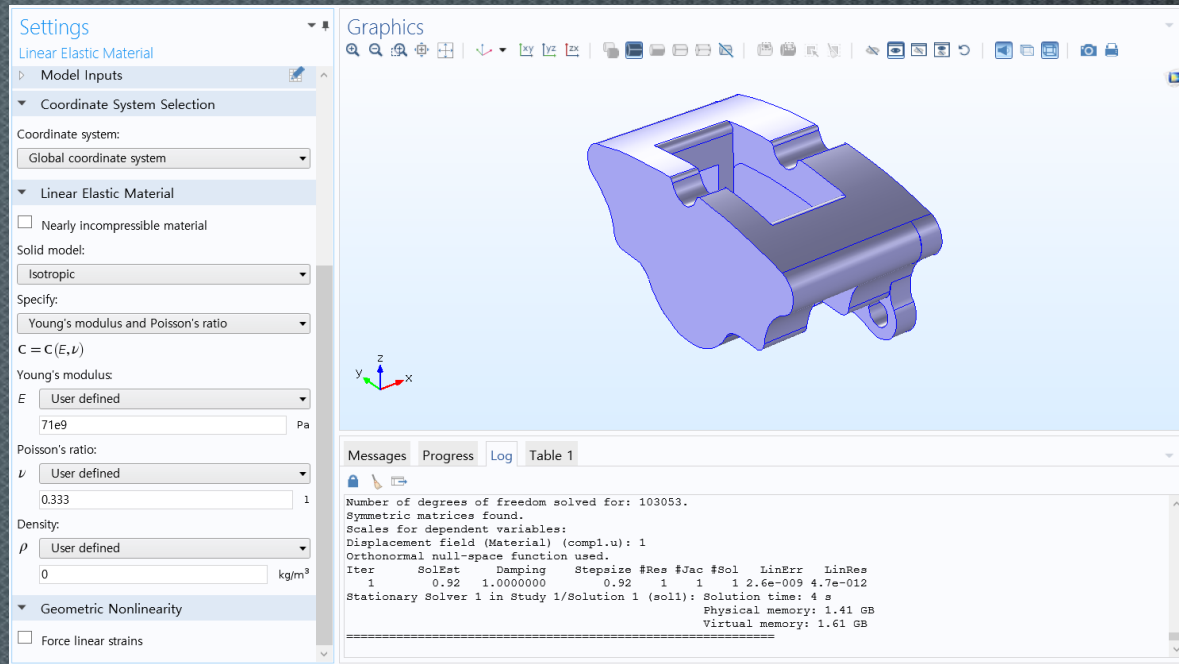 Settings
Linear Elastic Material
Model Inputs
Coordinate System Selection
Coordinate system:
Global coordinate system
Linear Elastic Material
Nearly incompressible material
Solid model:
Isotropic
Specify:
Young's modulus and Poisson's ratio
C = C(E,ν)
Young's modulus:
E User defined
71e9 Pa
Poisson's ratio:
ν User defined
0.333 1
Density:
ρ User defined
0 kg/m³
Geometric Nonlinearity
Force linear strains
Graphics
xy yz zx
z
y x
Messages Progress Log Table 1
Number of degrees of freedom solved for: 103053.
Symmetric matrices found.
Scales for dependent variables:
Displacement field (Material) (comp1.u): 1
Orthonormal null-space function used.
Iter SolEst Damping Stepsize #Res #Jac #Sol LinErr LinRes
1 0.92 1.0000000 0.92 1 1 1 2.6e-009 4.7e-012
Stationary Solver 1 in Study 1/Solution 1 (sol1): Solution time: 4 s
Physical memory: 1.41 GB
Virtual memory: 1.61 GB